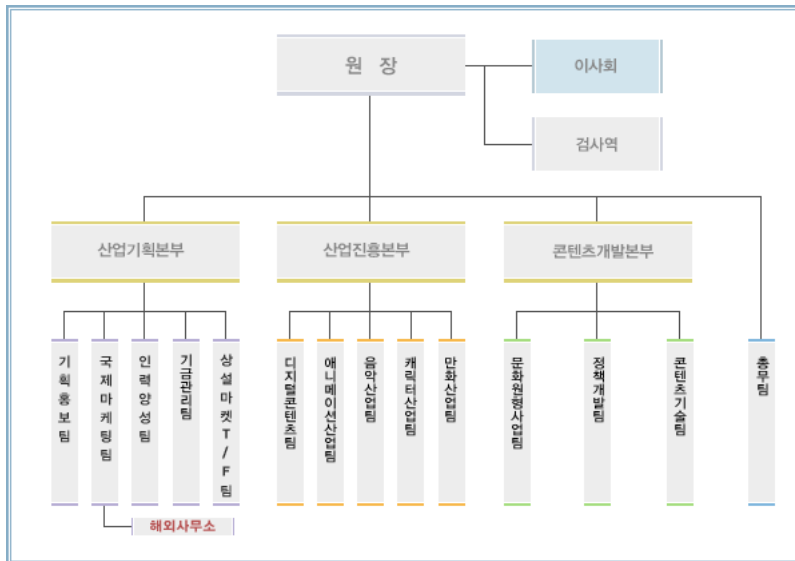 원 장
이사회
검사역
산업기획본부
산업진흥본부
콘텐츠개발본부
기획홍보팀
국제마케팅팀
인력양성팀
기금관리팀
상설마켓T/F팀
디지털콘텐츠팀
애니메이션산업팀
음악산업팀
캐릭터산업팀
만화산업팀
문화원형사업팀
정책개발팀
콘텐츠기술팀
총무팀
해외사무소